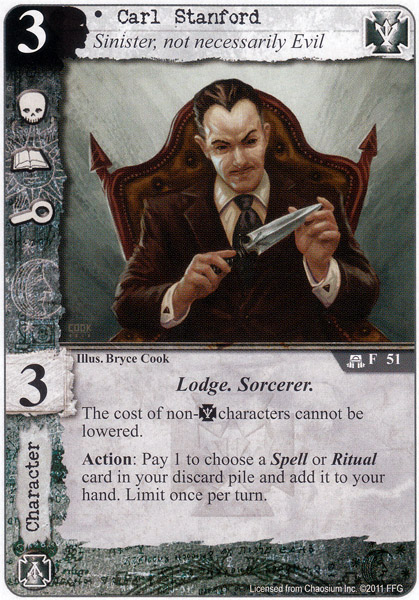 3
• Carl Stanford
Sinister, not necessarily Evil
COOK
Illus. Bryce Cook
F 51
3
Lodge. Sorcerer.
The cost of non- characters cannot be
lowered.
Action: Pay 1 to choose a Spell or Ritual
card in your discard pile and add it to your
hand. Limit once per turn.
Character
Licensed from Chaosium Inc. ©2011 FFG